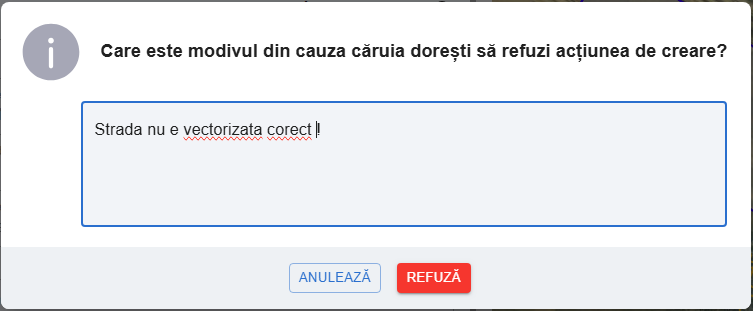 Care este modivul din cauza căruia dorești să refuzi acțiunea de creare?
Strada nu e vectorizata corect !
ANULEAZĂ
REFUZĂ